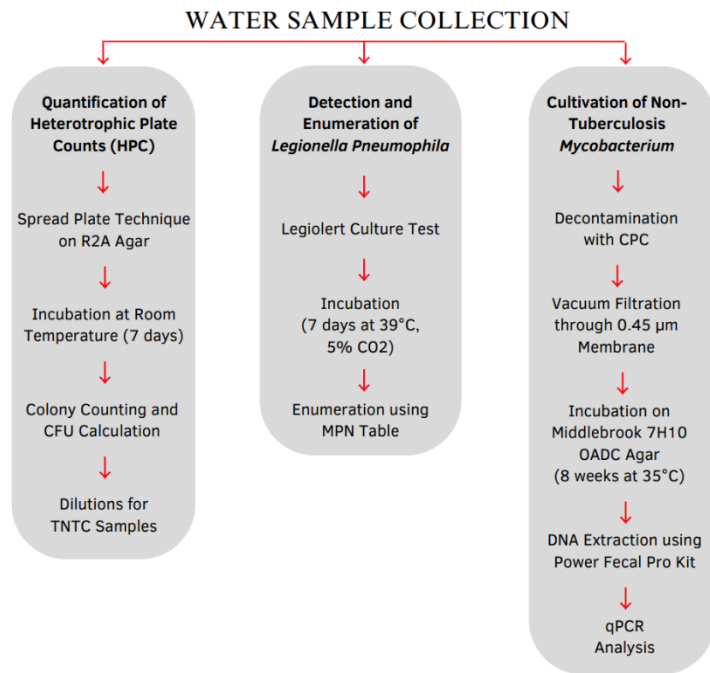 WATER SAMPLE COLLECTION
Quantification of
Heterotrophic Plate
Counts (HPC)
Spread Plate Technique
on R2A Agar
Incubation at Room
Temperature (7 days)
Colony Counting and
CFU Calculation
Dilutions for
TNTC Samples
Detection and
Enumeration of
Legionella Pneumophila
Legiolert Culture Test
Incubation
(7 days at 39°C,
5% CO2)
Enumeration using
MPN Table
Cultivation of Non-
Tuberculosis
Mycobacterium
Decontamination
with CPC
Vacuum Filtration
through 0.45 µm
Membrane
Incubation on
Middlebrook 7H10
OADC Agar
(8 weeks at 35°C)
DNA Extraction using
Power Fecal Pro Kit
qPCR
Analysis